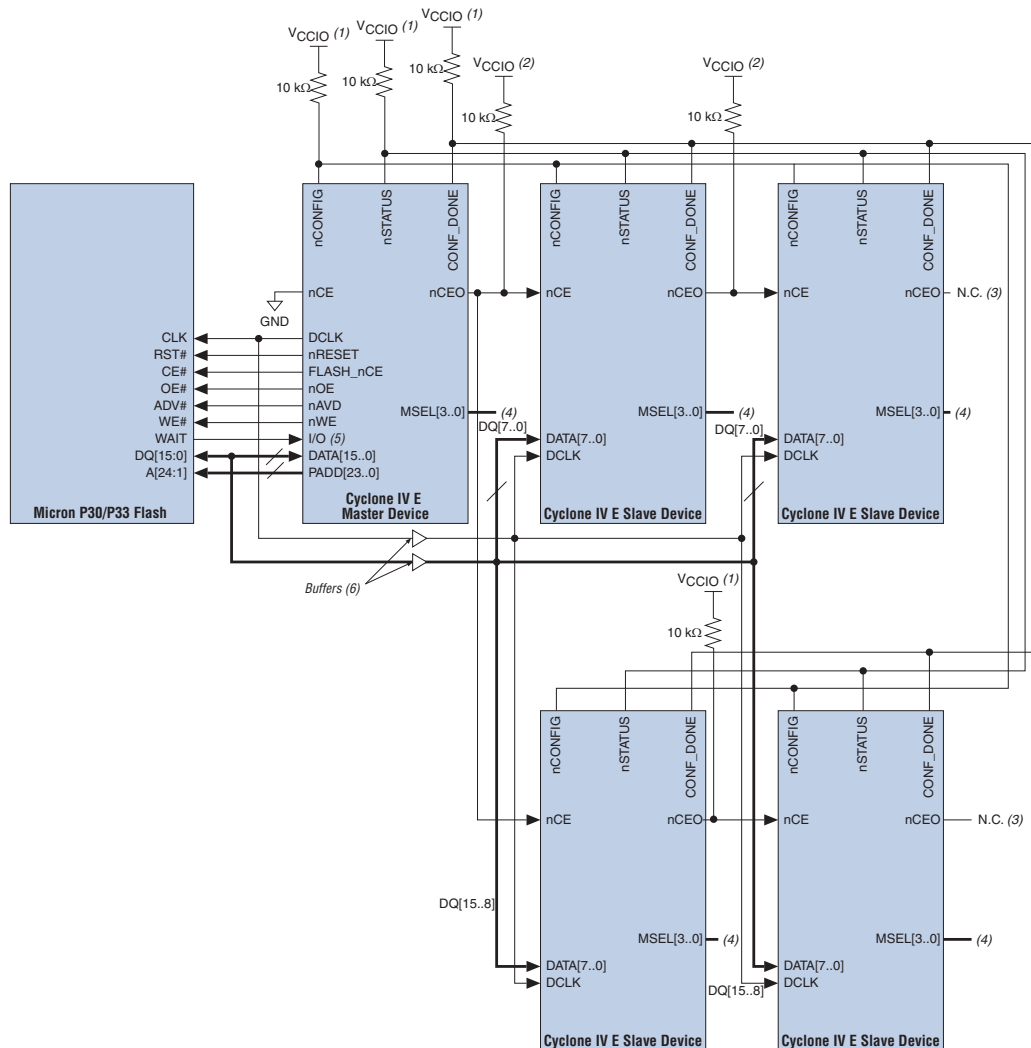 VCCIO (1)
VCCIO (1)
VCCIO (1)
VCCIO (2)
VCCIO (2)
10 kΩ
10 kΩ
10 kΩ
10 kΩ
10 kΩ
nCONFIG
nSTATUS
CONF_DONE
nCE
nCEO
GND
DCLK
nRESET
FLASH_nCE
nOE
nAVD
nWE
I/O (5)
DATA[15..0]
PADD[23..0]
MSEL[3..0]
(4)
Cyclone IV E
Master Device
CLK
RST#
CE#
OE#
ADV#
WE#
WAIT
DQ[15:0]
A[24:1]
Micron P30/P33 Flash
nCONFIG
nSTATUS
CONF_DONE
nCE
nCEO
MSEL[3..0]
(4)
DQ[7..0]
DATA[7..0]
DCLK
Cyclone IV E Slave Device
nCONFIG
nSTATUS
CONF_DONE
nCE
nCEO
N.C. (3)
MSEL[3..0]
(4)
DQ[7..0]
DATA[7..0]
DCLK
Cyclone IV E Slave Device
Buffers (6)
VCCIO (1)
10 kΩ
nCONFIG
nSTATUS
CONF_DONE
nCE
nCEO
DQ[15..8]
MSEL[3..0]
(4)
DATA[7..0]
DCLK
Cyclone IV E Slave Device
nCONFIG
nSTATUS
CONF_DONE
nCE
nCEO
N.C. (3)
MSEL[3..0]
(4)
DATA[7..0]
DQ[15..8]
DCLK
Cyclone IV E Slave Device